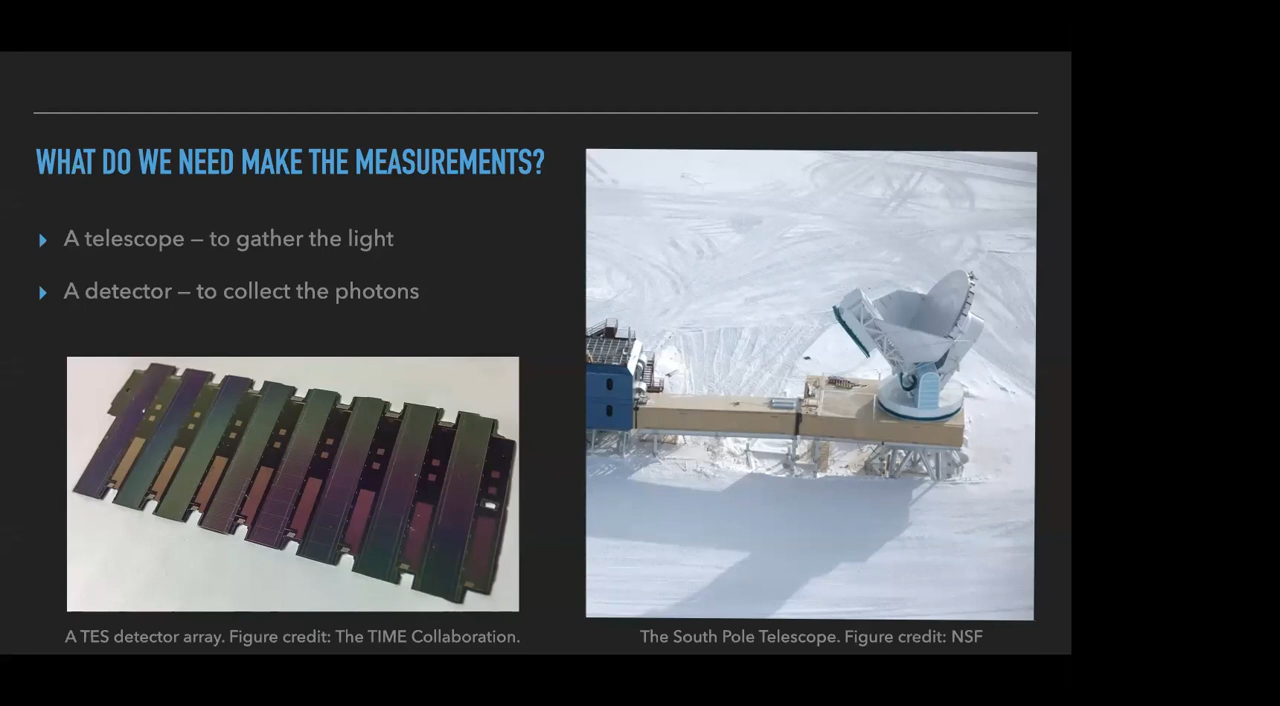 WHAT DO WE NEED MAKE THE MEASUREMENTS?
A telescope – to gather the light
A detector – to collect the photons
A TES detector array. Figure credit: The TIME Collaboration.
The South Pole Telescope. Figure credit: NSF